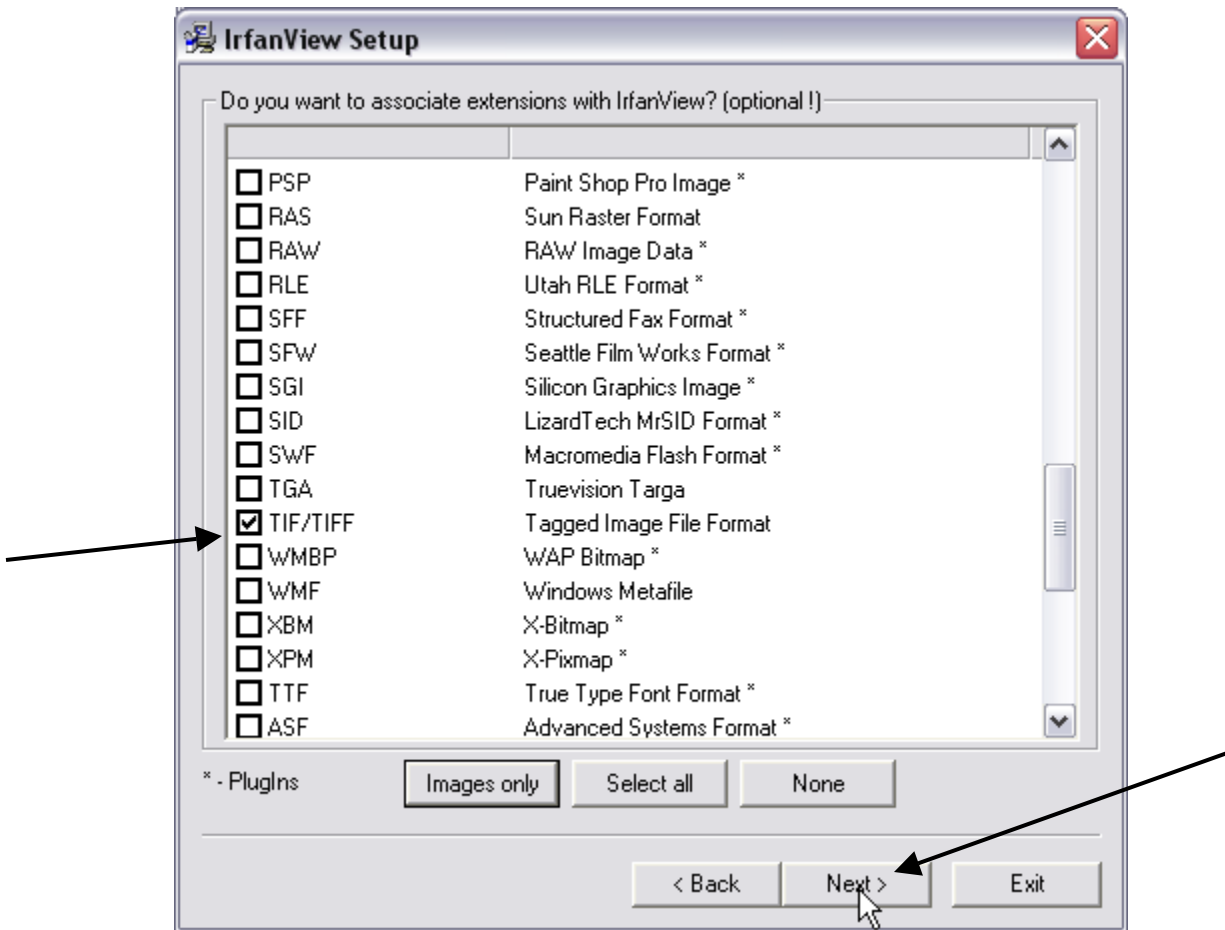 IrfanView Setup
Do you want to associate extensions with IrfanView? (optional !)
PSP Paint Shop Pro Image *
RAS Sun Raster Format
RAW RAW Image Data *
RLE Utah RLE Format *
SFF Structured Fax Format *
SFW Seattle Film Works Format *
SGI Silicon Graphics Image *
SID LizardTech MrSID Format *
SWF Macromedia Flash Format *
TGA Truevision Targa
TIF/TIFF Tagged Image File Format
WMBP WAP Bitmap *
WMF Windows Metafile
XBM X-Bitmap *
XPM X-Pixmap *
TTF True Type Font Format *
ASF Advanced Systems Format *
* - PlugIns Images only Select all None
< Back Next > Exit